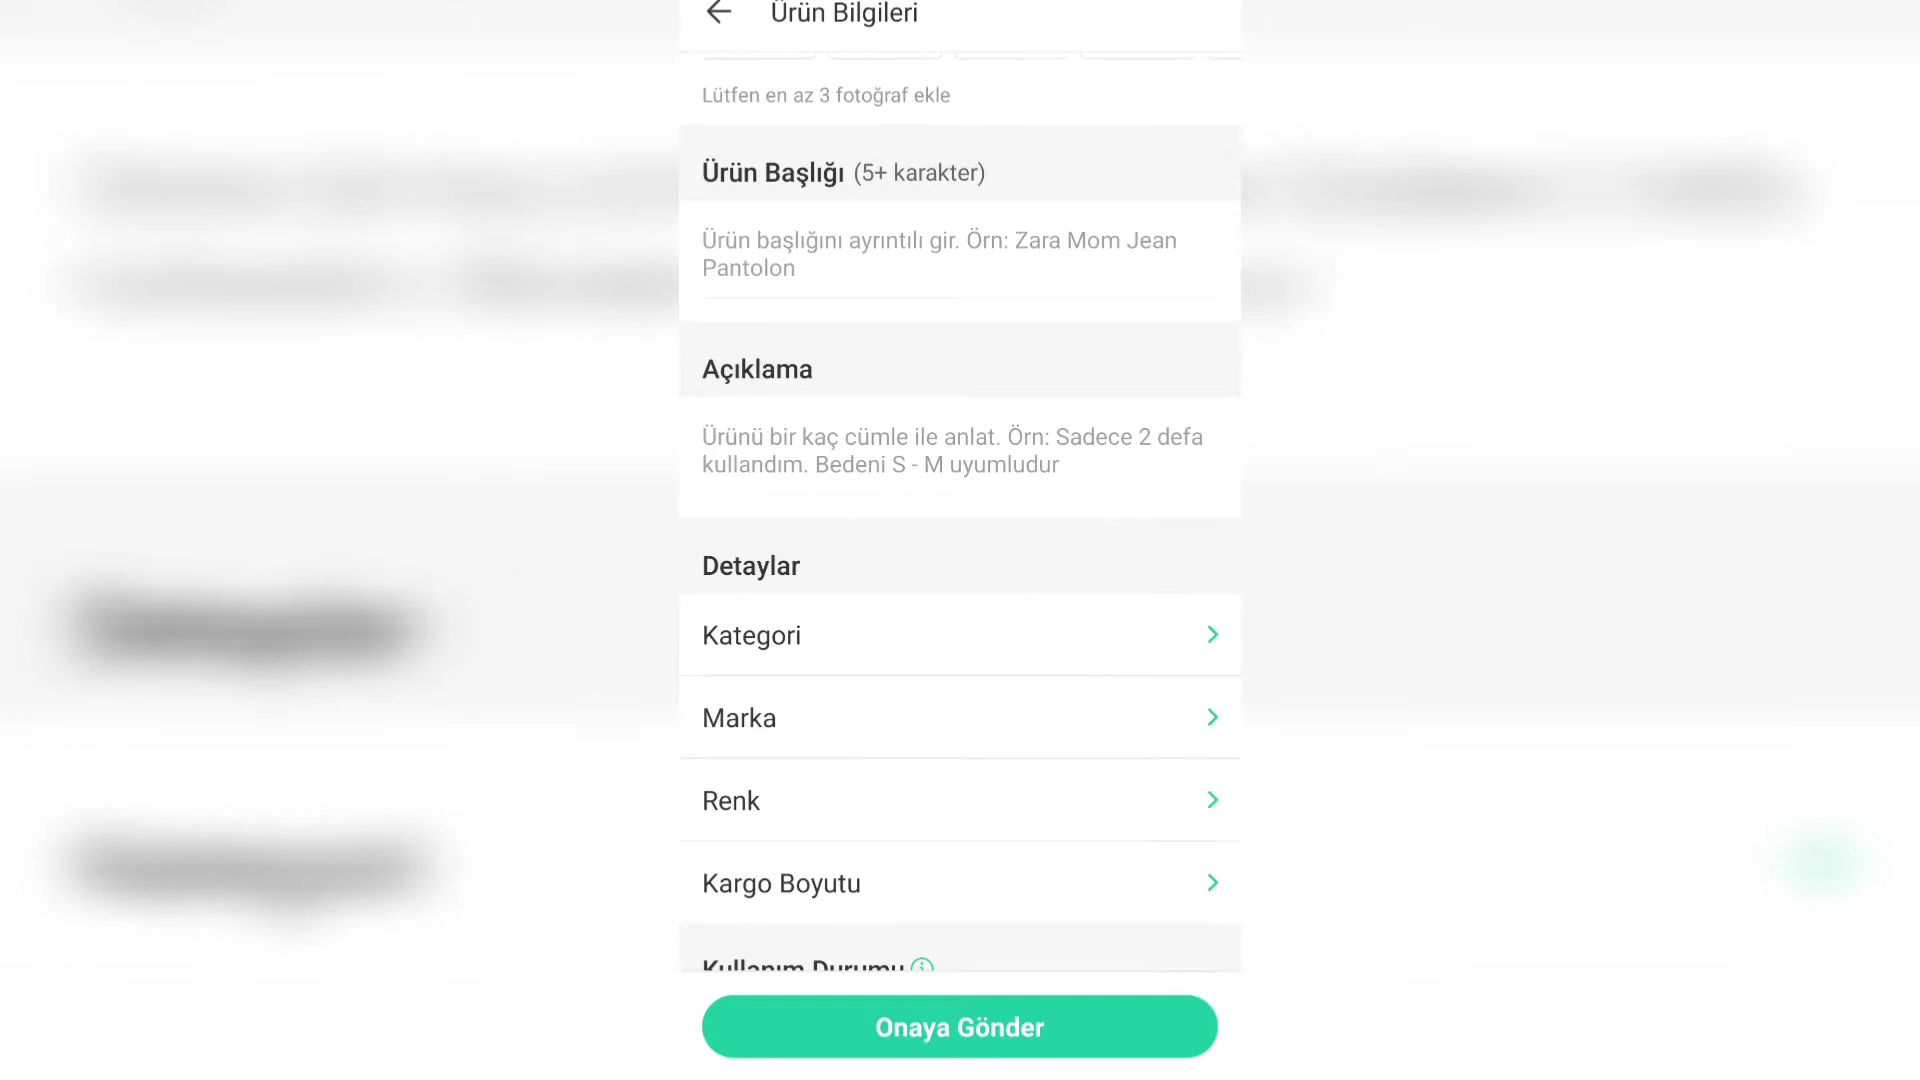 Ürün Bilgileri
Lütfen en az 3 fotoğraf ekle
Ürün Başlığı (5+ karakter)
Ürün başlığını ayrıntılı gir. Örn: Zara Mom Jean
Pantolon
Açıklama
Ürünü bir kaç cümle ile anlat. Örn: Sadece 2 defa
kullandım. Bedeni S - M uyumludur
Detaylar
Kategori
Marka
Renk
Kargo Boyutu
Kullanım Durumu
Onaya Gönder